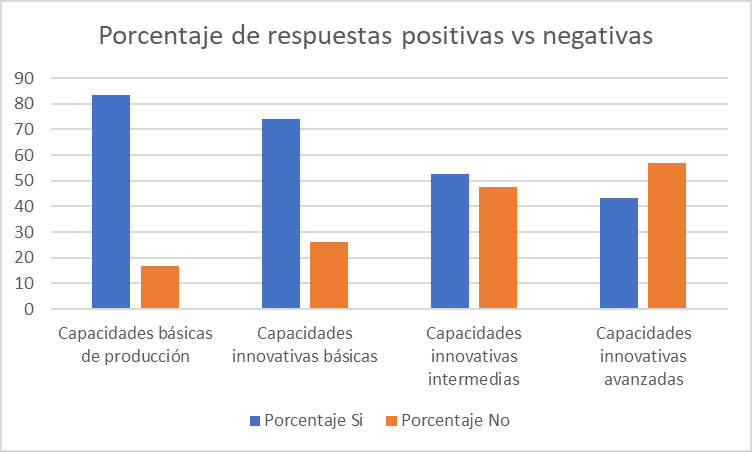 Porcentaje de respuestas positivas vs negativas
90
80
70
60
50
40
30
20
10
0
Capacidades básicas
de producción
Capacidades
innovativas básicas
Capacidades
innovativas
intermedias
Capacidades
innovativas
avanzadas
Porcentaje Si
Porcentaje No